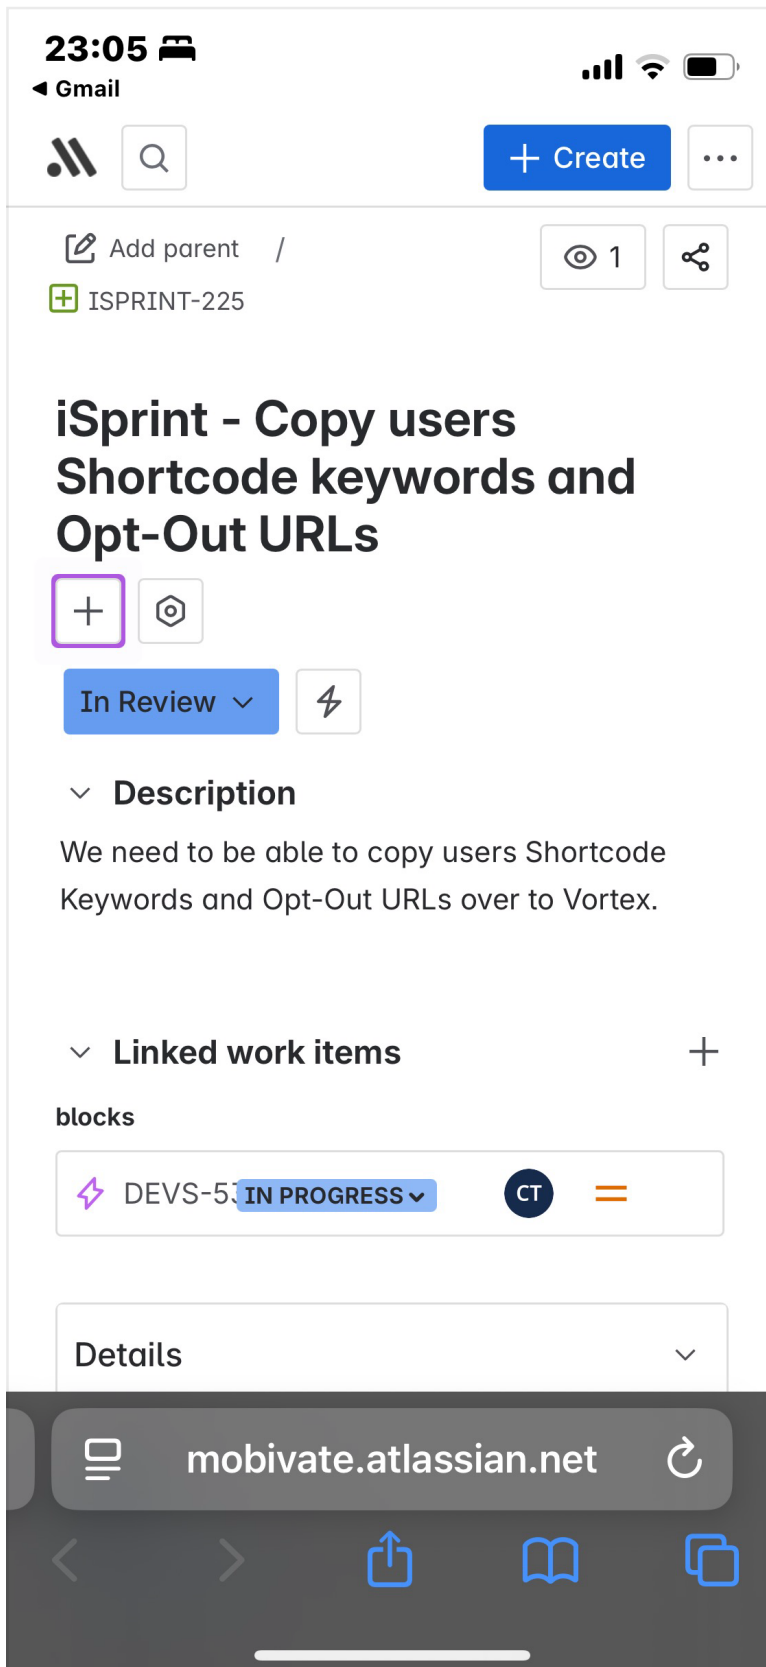 23:05
◀ Gmail
+ Create
Add parent /
1
ISPRINT-225
iSprint - Copy users
Shortcode keywords and
Opt-Out URLs
In Review
Description
We need to be able to copy users Shortcode
Keywords and Opt-Out URLs over to Vortex.
Linked work items
blocks
DEVS-5
IN PROGRESS
CT
Details
mobivate.atlassian.net